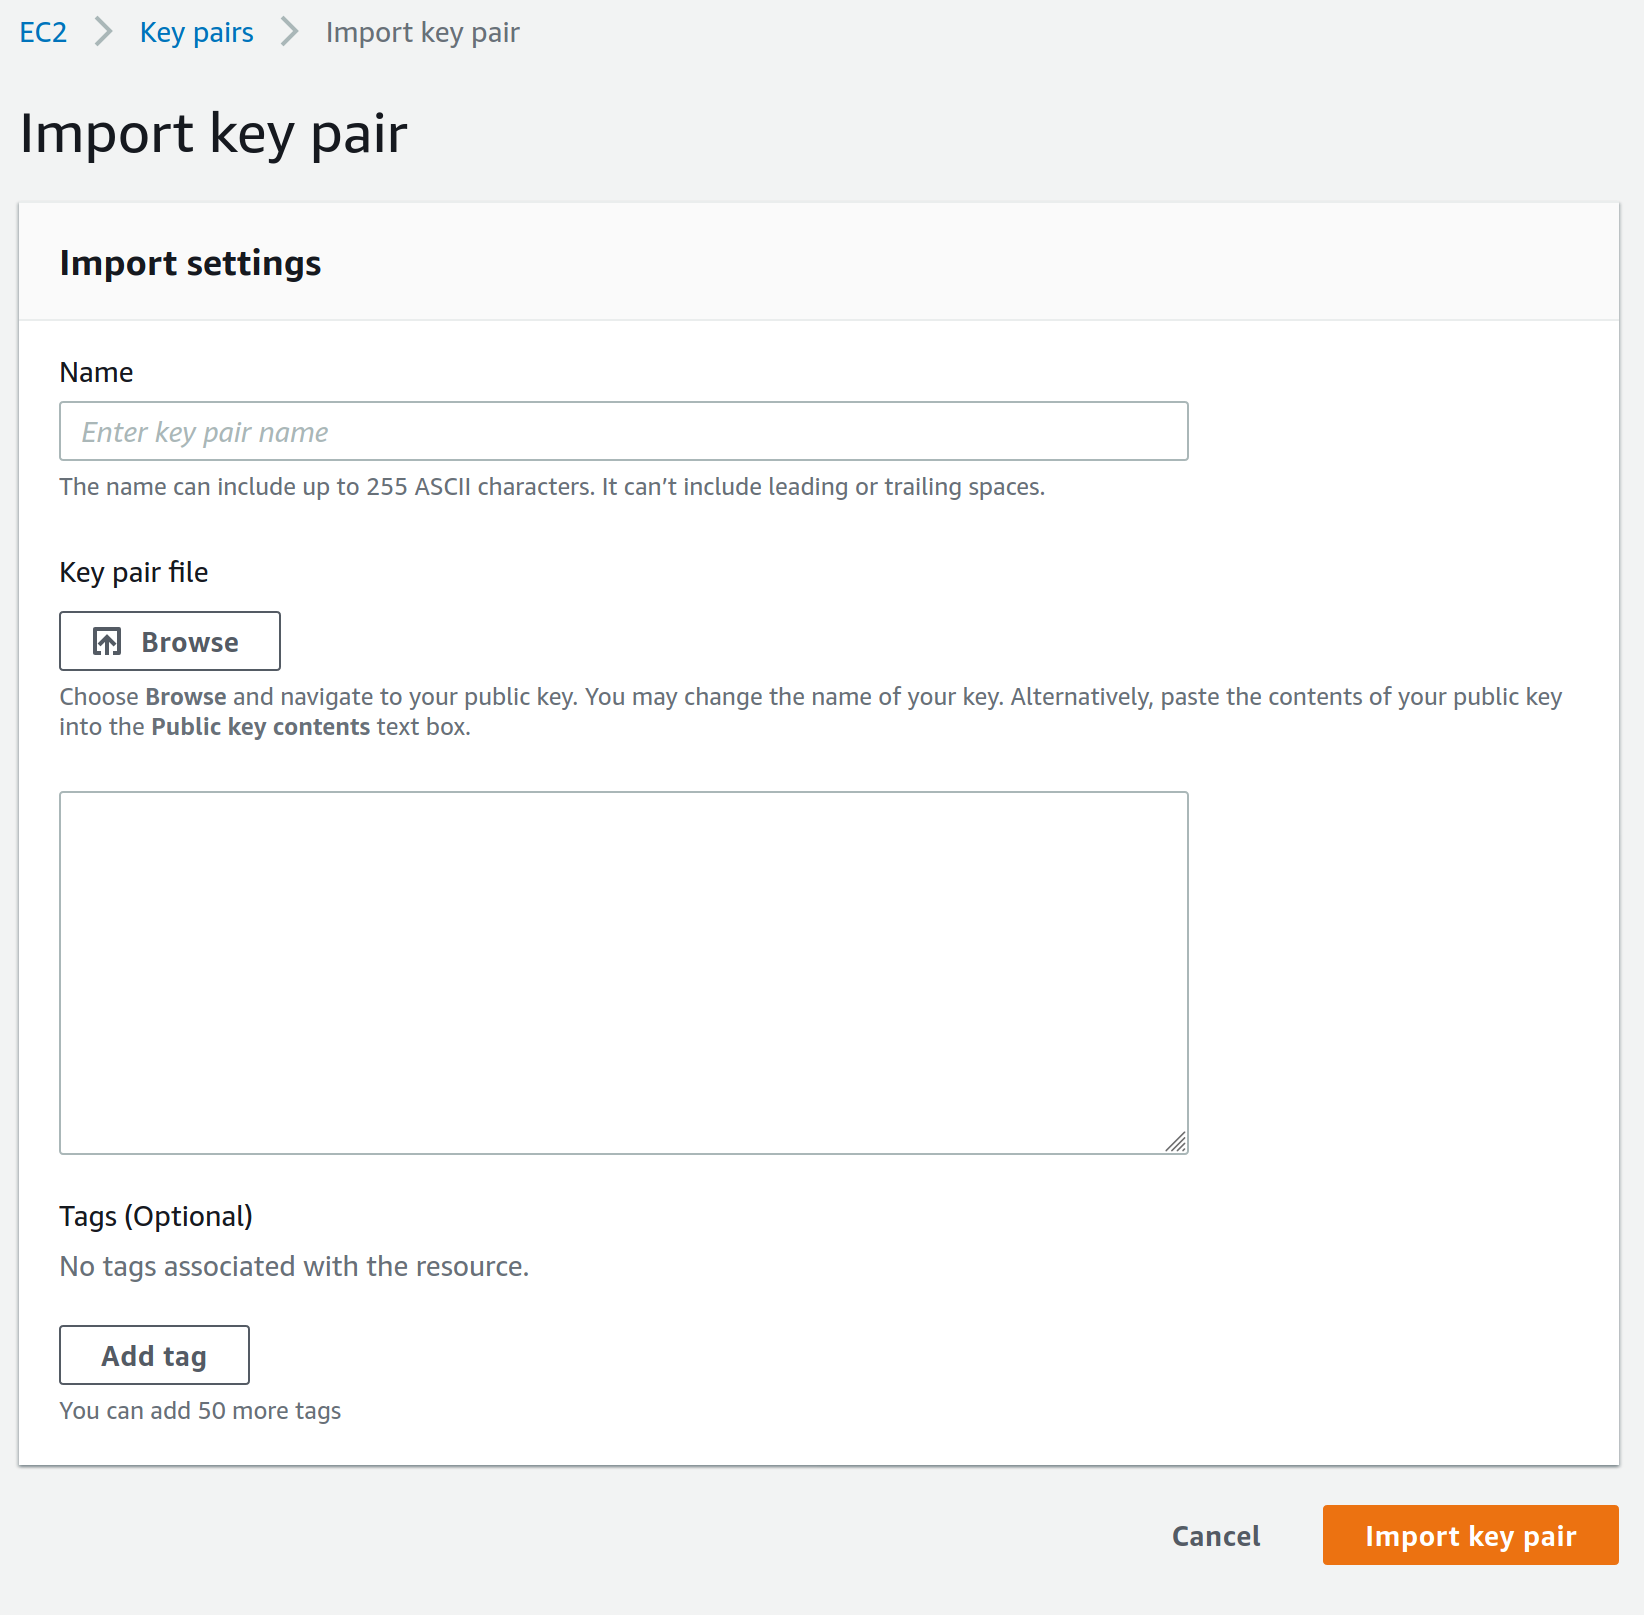 EC2 Key pairs Import key pair
Import key pair
Import settings
Name
Enter key pair name
The name can include up to 255 ASCII characters. It can’t include leading or trailing spaces.
Key pair file
Browse
Choose Browse and navigate to your public key. You may change the name of your key. Alternatively, paste the contents of your public key
into the Public key contents text box.
Tags (Optional)
No tags associated with the resource.
Add tag
You can add 50 more tags
Cancel Import key pair